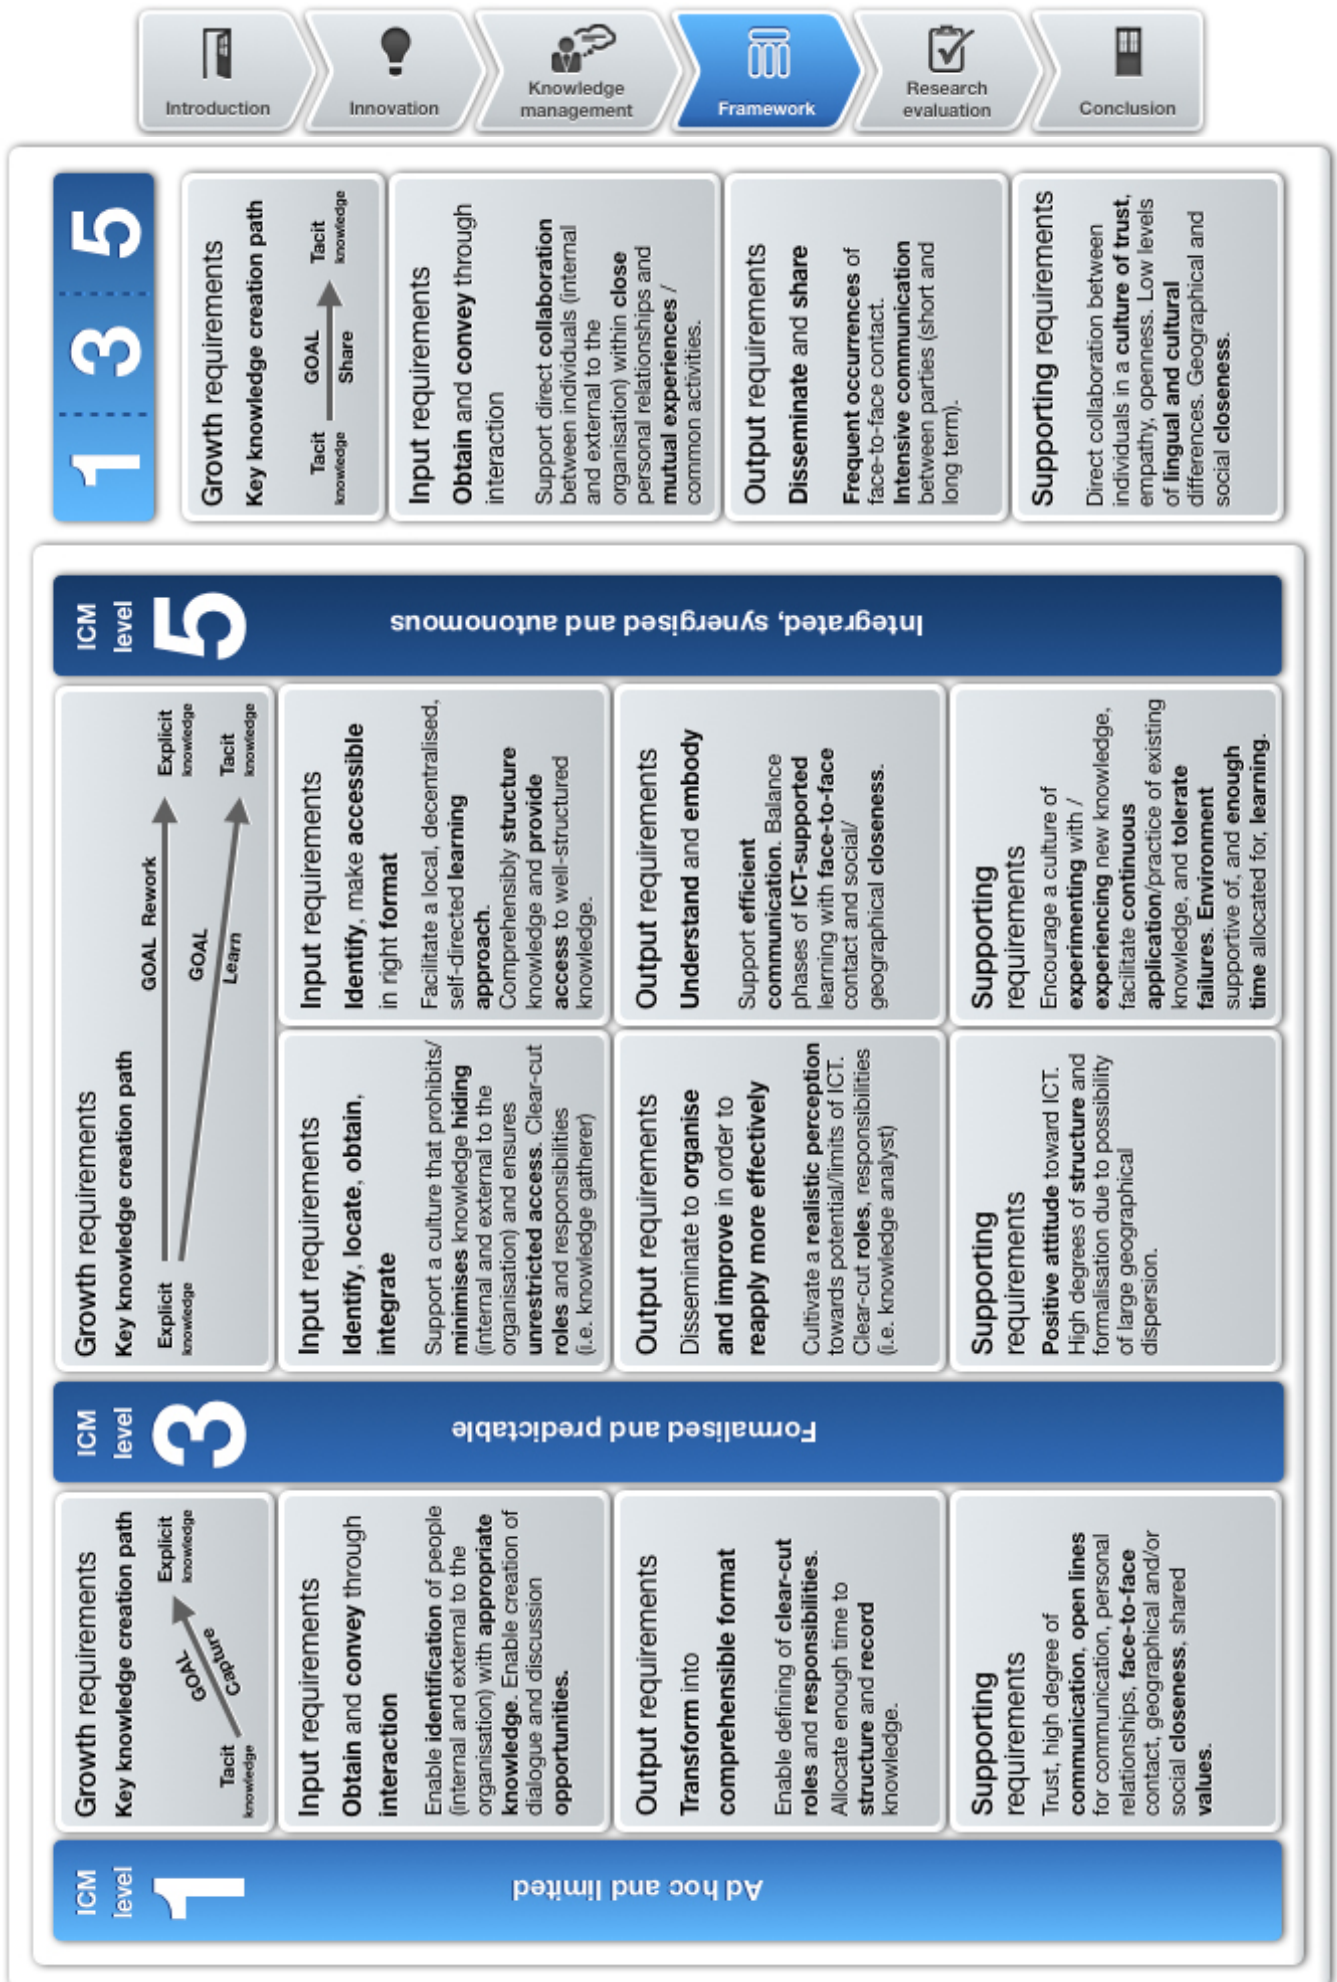 Introduction
Innovation
Knowledge
management
Framework
Research
evaluation
Conclusion
ICM
level
1
Ad hoc and limited
Growth requirements
Key knowledge creation path
Tacit
knowledge
GOAL
Capture
Explicit
knowledge
Input requirements
Obtain and convey through
interaction
Enable identification of people
(internal and external to the
organisation) with appropriate
knowledge. Enable creation of
dialogue and discussion
opportunities.
Output requirements
Transform into
comprehensible format
Enable defining of clear-cut
roles and responsibilities.
Allocate enough time to
structure and record
knowledge.
Supporting
requirements
Trust, high degree of
communication, open lines
for communication, personal
relationships, face-to-face
contact, geographical and/or
social closeness, shared
values.
ICM
level
3
Formalised and predictable
Growth requirements
Key knowledge creation path
Explicit
knowledge
GOAL Rework
Explicit
knowledge
GOAL
Learn
Tacit
knowledge
Input requirements
Identify, locate, obtain,
integrate
Support a culture that prohibits/
minimises knowledge hiding
(internal and external to the
organisation) and ensures
unrestricted access. Clear-cut
roles and responsibilities
(i.e. knowledge gatherer)
Output requirements
Disseminate to organise
and improve in order to
reapply more effectively
Cultivate a realistic perception
towards potential/limits of ICT.
Clear-cut roles, responsibilities
(i.e. knowledge analyst)
Supporting
requirements
Positive attitude toward ICT.
High degrees of structure and
formalisation due to possibility
of large geographical
dispersion.
Input requirements
Identify, make accessible
in right format
Facilitate a local, decentralised,
self-directed learning
approach.
Comprehensibly structure
knowledge and provide
access to well-structured
knowledge.
Output requirements
Understand and embody
Support efficient
communication. Balance
phases of ICT-supported
learning with face-to-face
contact and social/
geographical closeness.
Supporting
requirements
Encourage a culture of
experimenting with /
experiencing new knowledge,
facilitate continuous
application/practice of existing
knowledge, and tolerate
failures. Environment
supportive of, and enough
time allocated for, learning.
ICM
level
5
Integrated, synergised and autonomous
1 3 5
Growth requirements
Key knowledge creation path
Tacit
knowledge
GOAL
Share
Tacit
knowledge
Input requirements
Obtain and convey through
interaction
Support direct collaboration
between individuals (internal
and external to the
organisation) within close
personal relationships and
mutual experiences /
common activities.
Output requirements
Disseminate and share
Frequent occurrences of
face-to-face contact.
Intensive communication
between parties (short and
long term).
Supporting requirements
Direct collaboration between
individuals in a culture of trust,
empathy, openness. Low levels
of lingual and cultural
differences. Geographical and
social closeness.